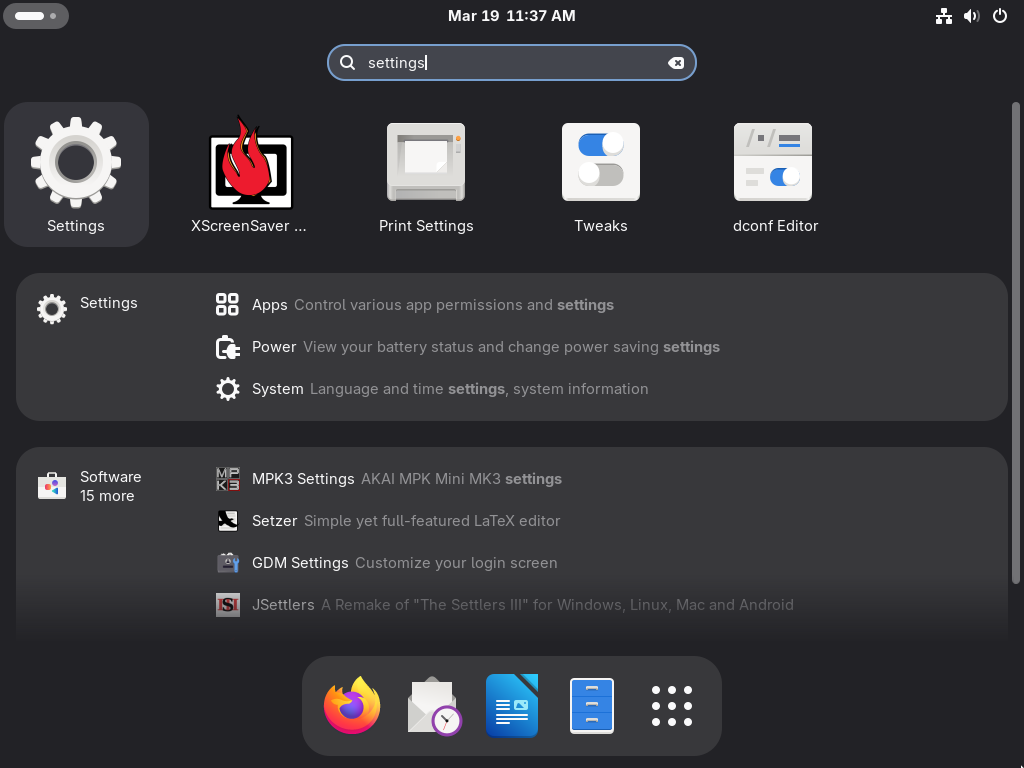 Mar 19 11:37 AM
settings
Settings
XScreenSaver ...
Print Settings
Tweaks
dconf Editor
Settings
Apps Control various app permissions and settings
Power View your battery status and change power saving settings
System Language and time settings, system information
Software
15 more
MPK3 Settings AKAI MPK Mini MK3 settings
Setzer Simple yet full-featured LaTeX editor
GDM Settings Customize your login screen
JSettlers A Remake of "The Settlers III" for Windows, Linux, Mac and Android